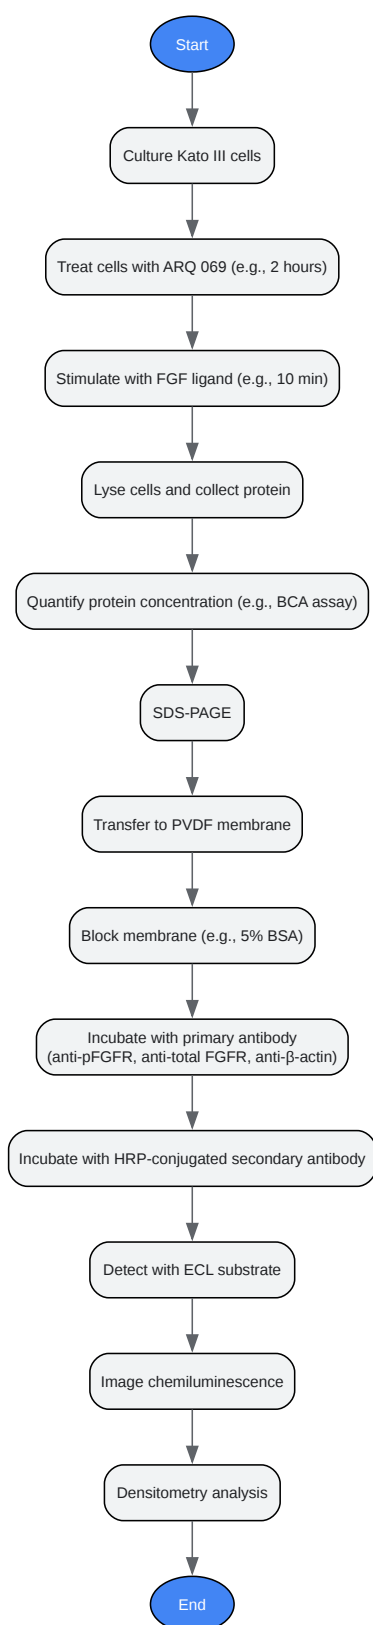 Start
Culture Kato III cells
Treat cells with ARQ 069 (e.g., 2 hours)
Stimulate with FGF ligand (e.g., 10 min)
Lyse cells and collect protein
Quantify protein concentration (e.g., BCA assay)
SDS-PAGE
Transfer to PVDF membrane
Block membrane (e.g., 5% BSA)
Incubate with primary antibody
(anti-pFGFR, anti-total FGFR, anti-β-actin)
Incubate with HRP-conjugated secondary antibody
Detect with ECL substrate
Image chemiluminescence
Densitometry analysis
End